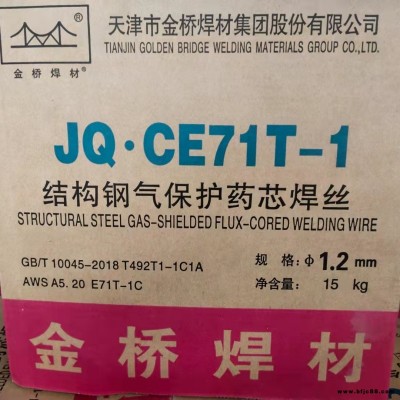 天津市金桥焊材集团股份有限公司
TIANJIN GOLDEN BRIDGE WELDING MATERIALS GROUP CO.,LTD.
金桥焊材®
JQ·CE71T-1
结构钢气保护药芯焊丝
STRUCTURAL STEEL GAS-SHIELDED FLUX-CORED WELDING WIRE
GB/T 10045-2018 T492T1-1C1A 规 格: φ 1.2 mm
AWS A5.20 E71T-1C 净含量: 15 kg
金桥焊材